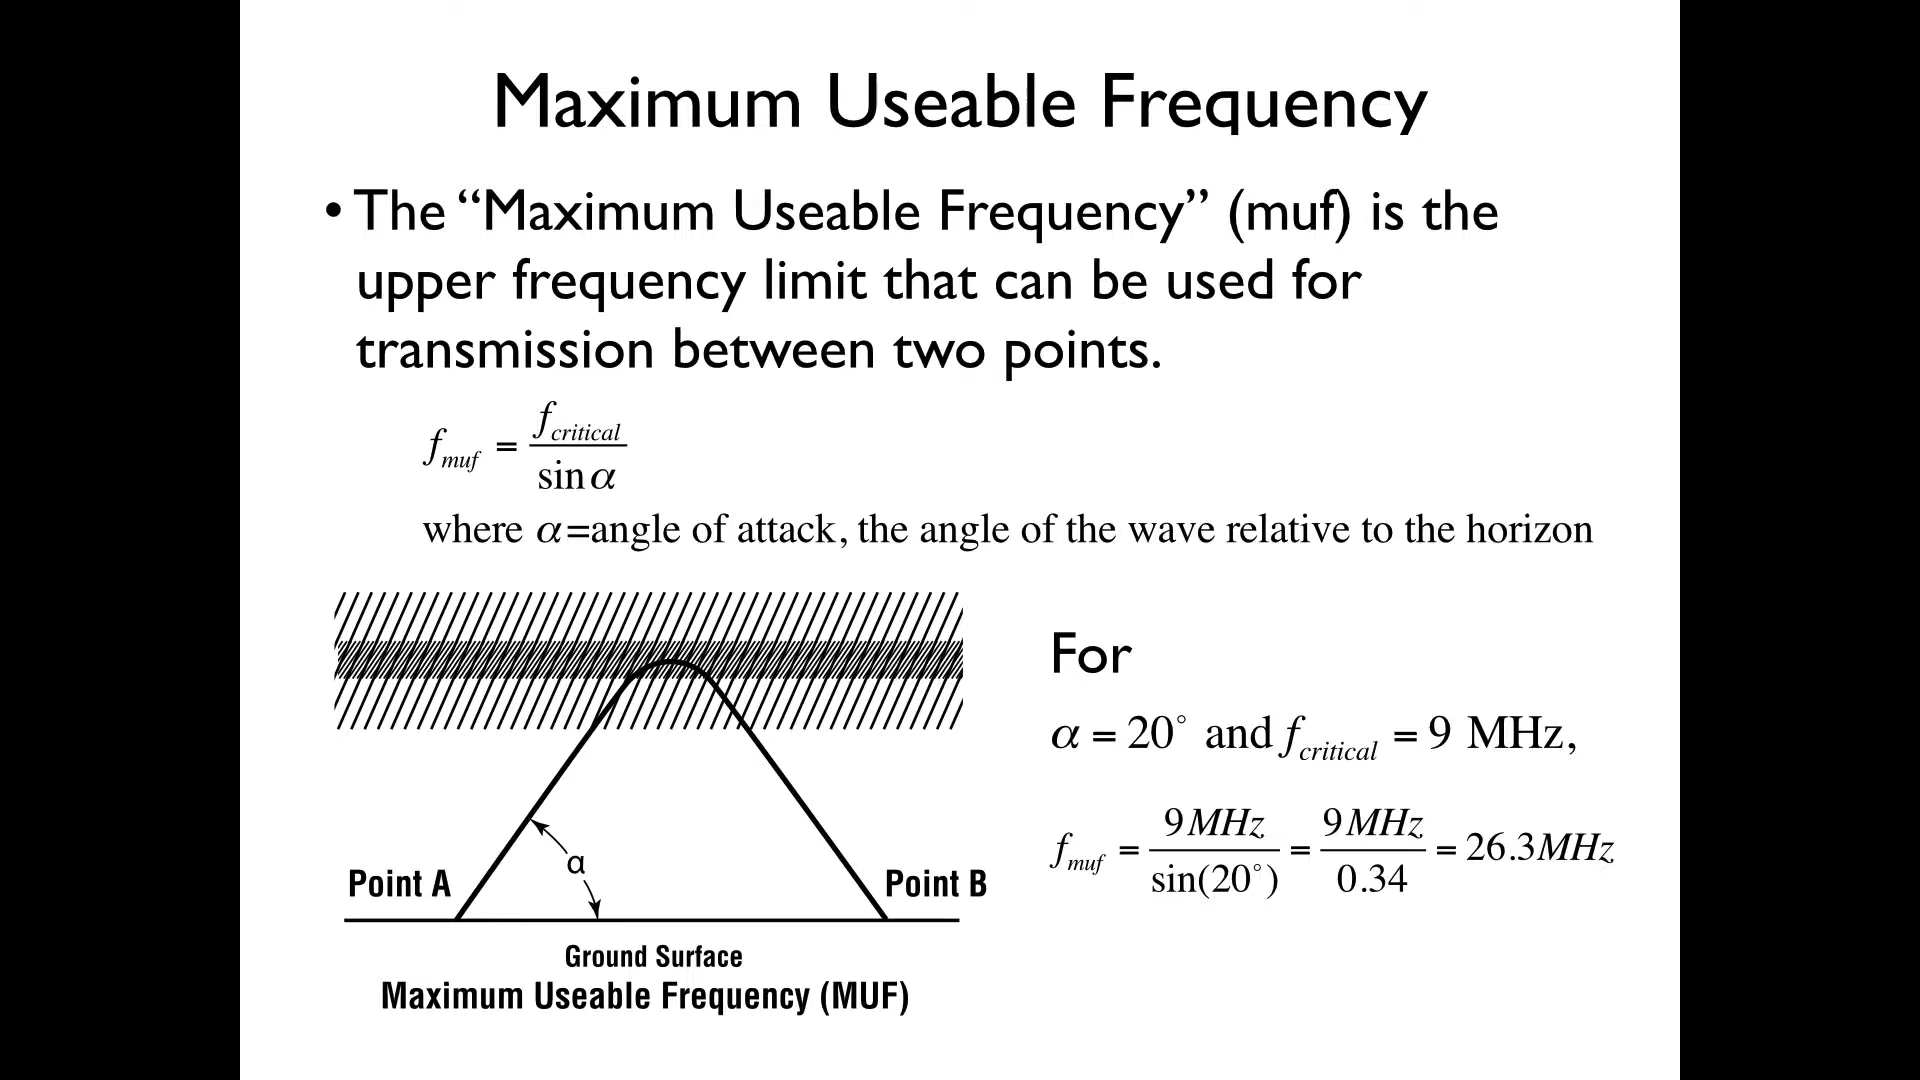 Maximum Useable Frequency
• The “Maximum Useable Frequency” (muf) is the
upper frequency limit that can be used for
transmission between two points.
f_muf = f_critical / sin α
where α=angle of attack, the angle of the wave relative to the horizon
For
α = 20° and f_critical = 9 MHz,
f_muf = 9MHz / sin(20°) = 9MHz / 0.34 = 26.3MHz
α
Point A
Point B
Ground Surface
Maximum Useable Frequency (MUF)